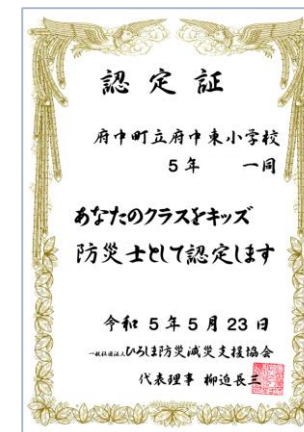 認定証
府中町立府中東小学校
5年 一同
あなたのクラスをキッズ
防災士として認定します
令和5年5月23日
一般社団法人ひろしま防災減災支援協会
代表理事 柳迫長三